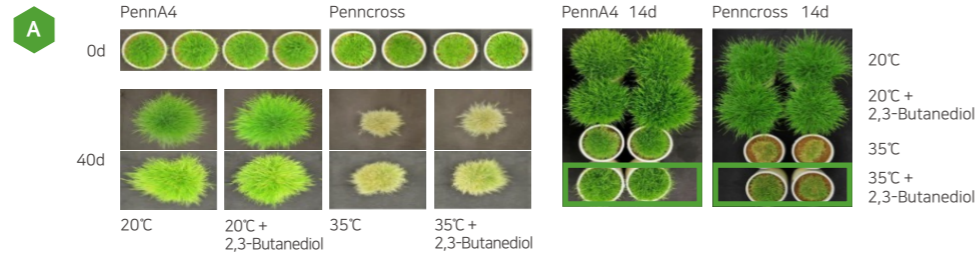 A
PennA4
Penncross
0d
40d
20℃
20℃ +
2,3-Butanediol
35℃
35℃ +
2,3-Butanediol
PennA4 14d
Penncross 14d
20℃
20℃ +
2,3-Butanediol
35℃
35℃ +
2,3-Butanediol